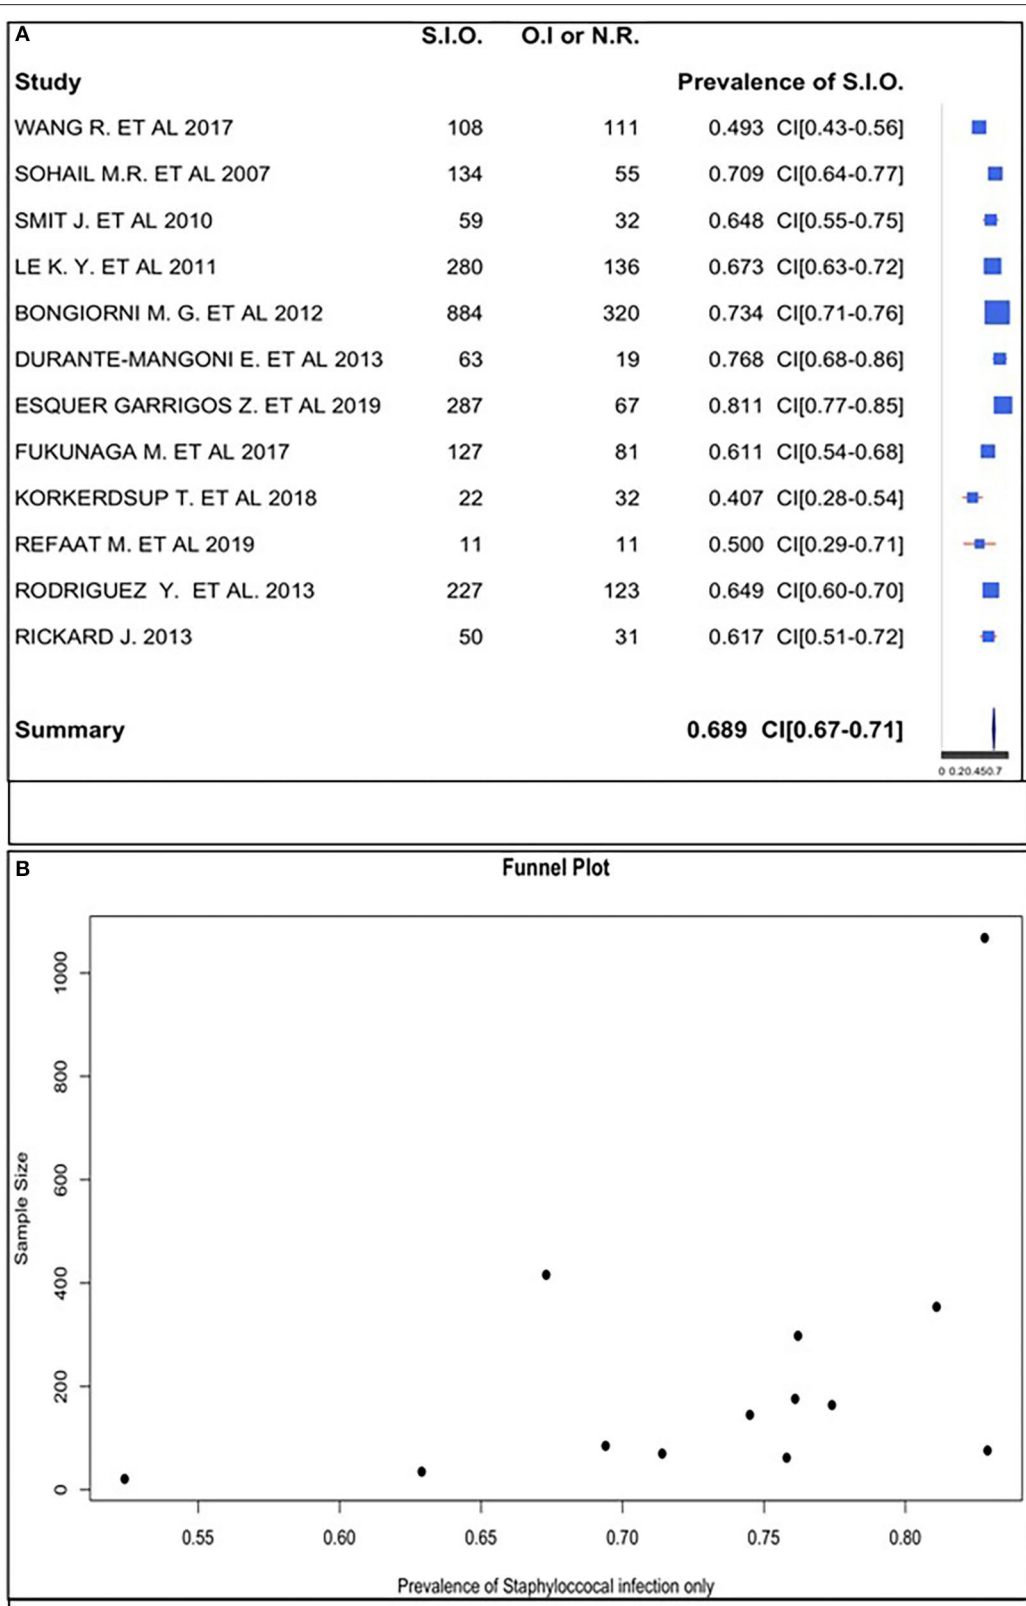 A
S.I.O. O.I or N.R.
Study Prevalence of S.I.O.
WANG R. ET AL 2017 108 111 0.493 CI[0.43-0.56]
SOHAIL M.R. ET AL 2007 134 55 0.709 CI[0.64-0.77]
SMIT J. ET AL 2010 59 32 0.648 CI[0.55-0.75]
LE K. Y. ET AL 2011 280 136 0.673 CI[0.63-0.72]
BONGIORNI M. G. ET AL 2012 884 320 0.734 CI[0.71-0.76]
DURANTE-MANGONI E. ET AL 2013 63 19 0.768 CI[0.68-0.86]
ESQUER GARRIGOS Z. ET AL 2019 287 67 0.811 CI[0.77-0.85]
FUKUNAGA M. ET AL 2017 127 81 0.611 CI[0.54-0.68]
KORKERDSUP T. ET AL 2018 22 32 0.407 CI[0.28-0.54]
REFAAT M. ET AL 2019 11 11 0.500 CI[0.29-0.71]
RODRIGUEZ Y. ET AL. 2013 227 123 0.649 CI[0.60-0.70]
RICKARD J. 2013 50 31 0.617 CI[0.51-0.72]
Summary 0.689 CI[0.67-0.71]
0 0.20.450.7
B
Funnel Plot
1000
800
600
400
200
0
Sample Size
0.55 0.60 0.65 0.70 0.75 0.80
Prevalence of Staphyloccocal infection only